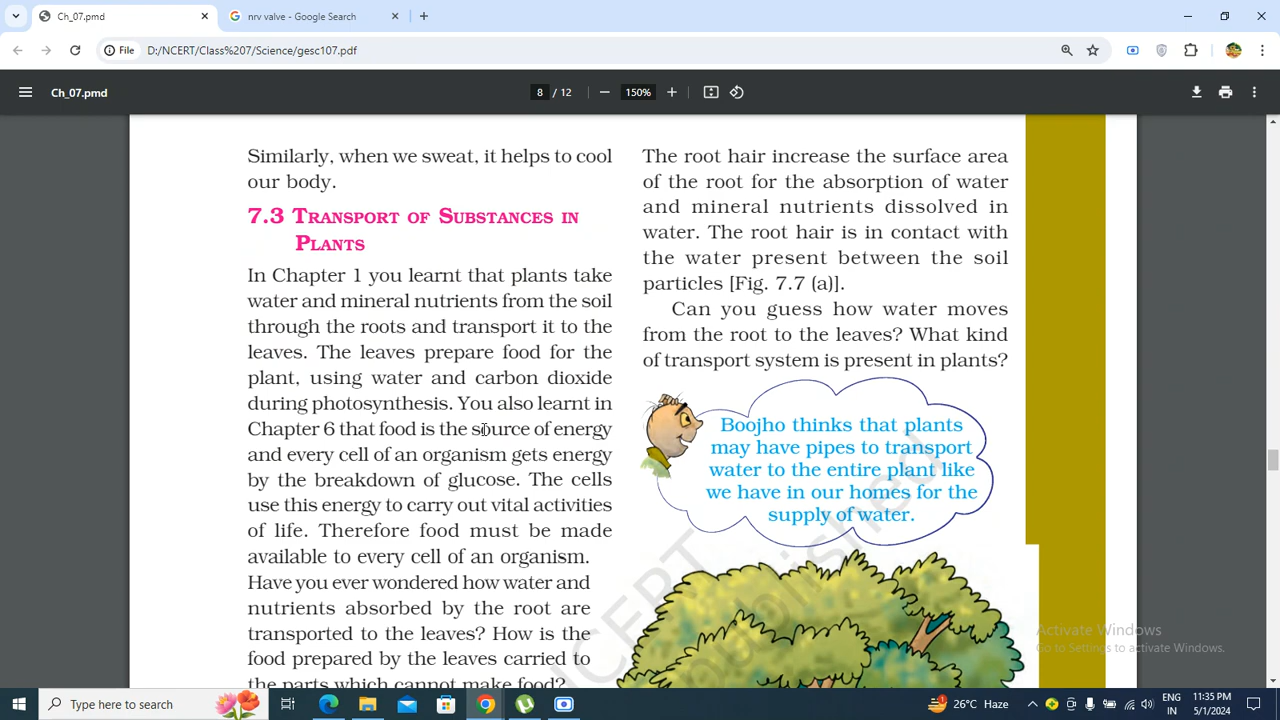 Ch_07.pmd
nrv valve - Google Search
File
D:/NCERT/Class%207/Science/gesc107.pdf
Ch_07.pmd
8 / 12
150%
Similarly, when we sweat, it helps to cool
our body.
7.3 TRANSPORT OF SUBSTANCES IN
PLANTS
In Chapter 1 you learnt that plants take
water and mineral nutrients from the soil
through the roots and transport it to the
leaves. The leaves prepare food for the
plant, using water and carbon dioxide
during photosynthesis. You also learnt in
Chapter 6 that food is the source of energy
and every cell of an organism gets energy
by the breakdown of glucose. The cells
use this energy to carry out vital activities
of life. Therefore food must be made
available to every cell of an organism.
Have you ever wondered how water and
nutrients absorbed by the root are
transported to the leaves? How is the
food prepared by the leaves carried to
the parts which cannot make food?
The root hair increase the surface area
of the root for the absorption of water
and mineral nutrients dissolved in
water. The root hair is in contact with
the water present between the soil
particles [Fig. 7.7 (a)].
Can you guess how water moves
from the root to the leaves? What kind
of transport system is present in plants?
Boojho thinks that plants
may have pipes to transport
water to the entire plant like
we have in our homes for the
supply of water.
NCERT
Activate Windows
Go to Settings to activate Windows.
Type here to search
26°C Haze
ENG
IN
11:35 PM
5/1/2024